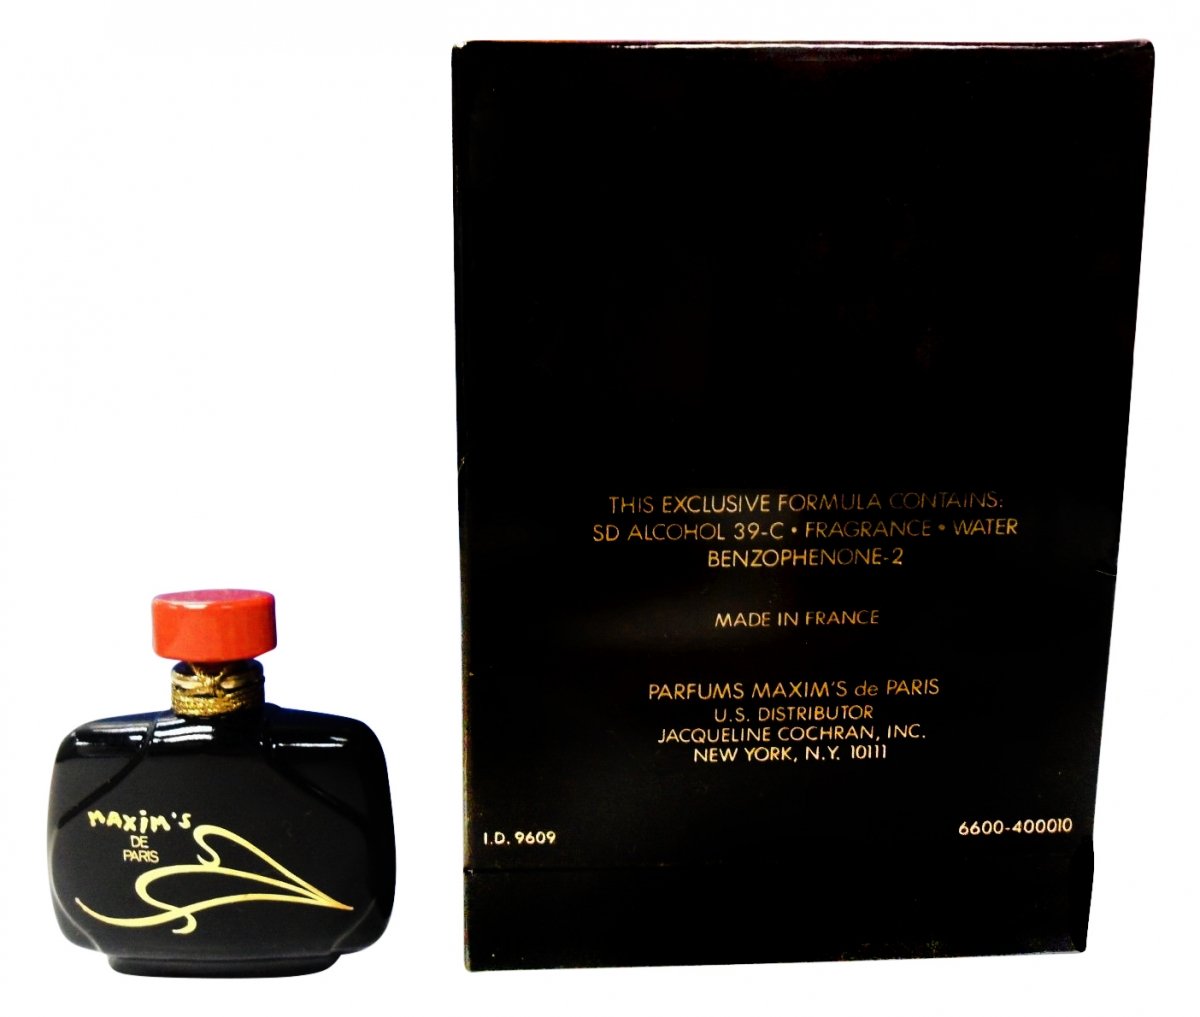 MAXIM'S
DE
PARIS
THIS EXCLUSIVE FORMULA CONTAINS:
SD ALCOHOL 39-C • FRAGRANCE • WATER
BENZOPHENONE-2
MADE IN FRANCE
PARFUMS MAXIM'S de PARIS
U.S. DISTRIBUTOR
JACQUELINE COCHRAN, INC.
NEW YORK, N.Y. 10111
I.D. 9609
6600-400010